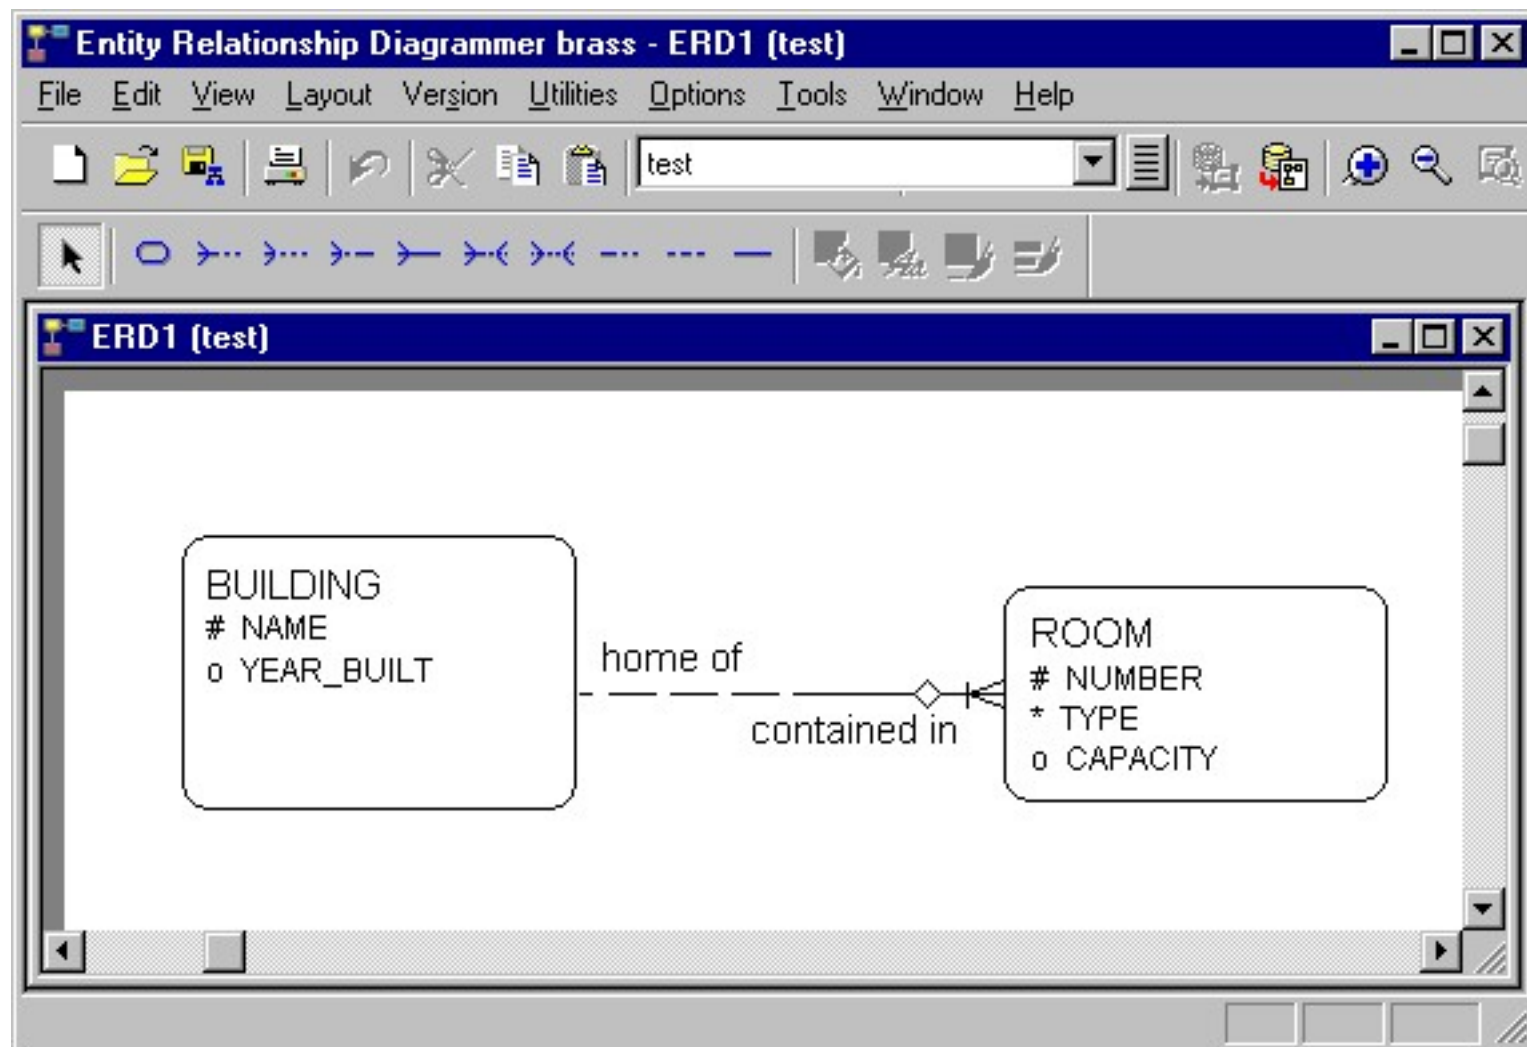 Entity Relationship Diagrammer brass - ERD1 (test)
File Edit View Layout Version Utilities Options Tools Window Help
test
ERD1 (test)
BUILDING
# NAME
o YEAR_BUILT
home of
contained in
ROOM
# NUMBER
* TYPE
o CAPACITY